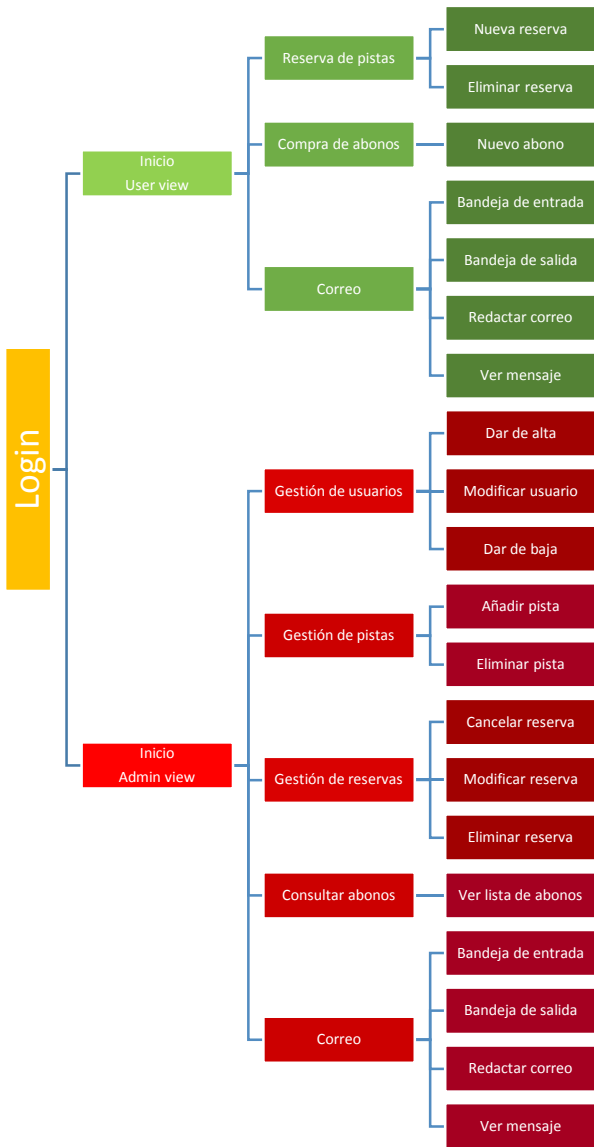 Login
Inicio
User view
Reserva de pistas
Nueva reserva
Eliminar reserva
Compra de abonos
Nuevo abono
Correo
Bandeja de entrada
Bandeja de salida
Redactar correo
Ver mensaje
Inicio
Admin view
Gestión de usuarios
Dar de alta
Modificar usuario
Dar de baja
Gestión de pistas
Añadir pista
Eliminar pista
Gestión de reservas
Cancelar reserva
Modificar reserva
Eliminar reserva
Consultar abonos
Ver lista de abonos
Correo
Bandeja de entrada
Bandeja de salida
Redactar correo
Ver mensaje